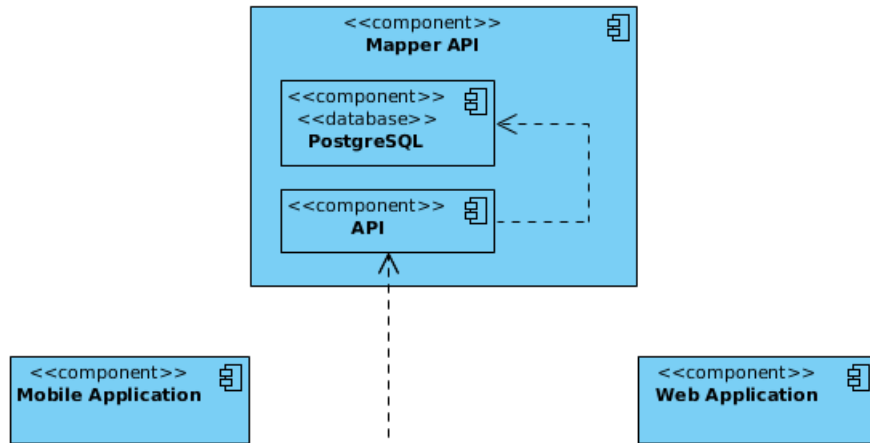 <<component>>
Mapper API
<<component>>
<<database>>
PostgreSQL
<<component>>
API
<<component>>
Mobile Application
<<component>>
Web Application